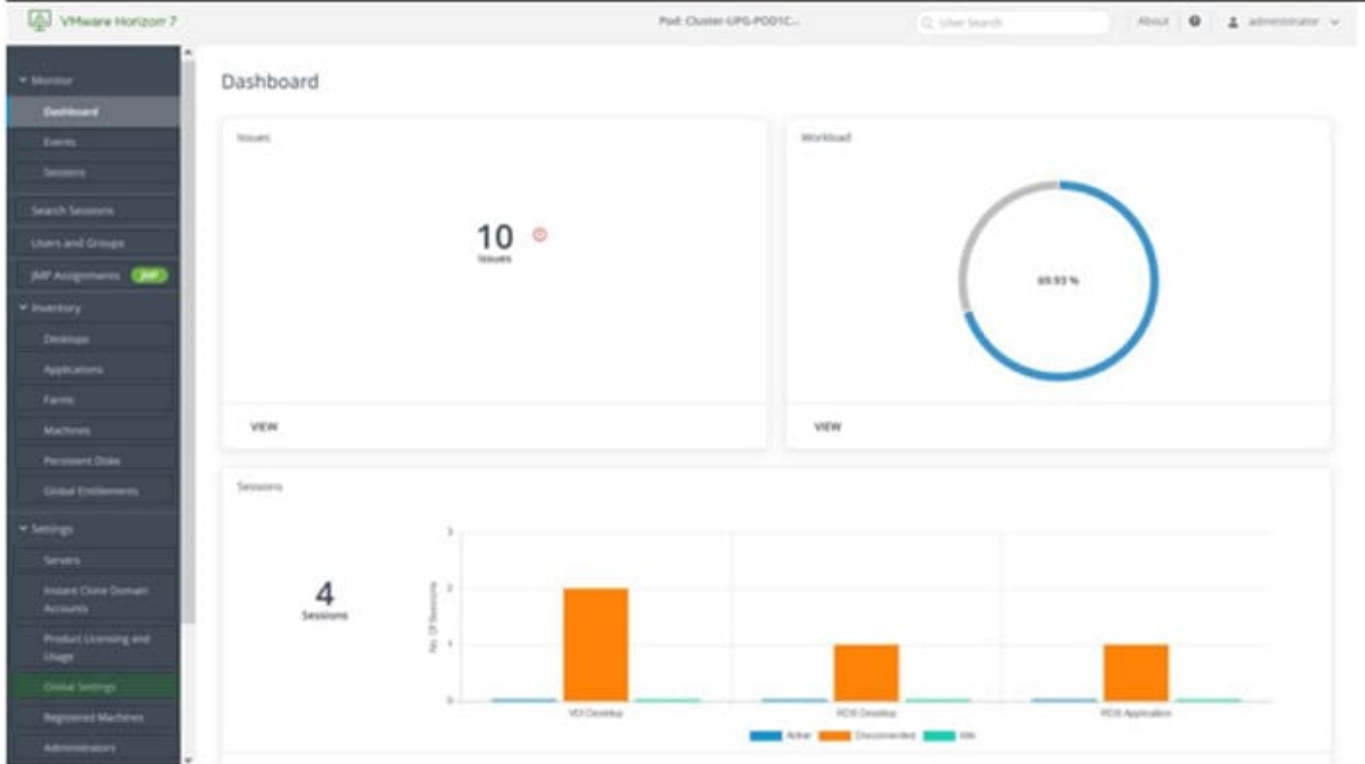 VMware Horizon 7
Pod: Cluster-UPG-POD1C...
User Search
About
administrator
Monitor
Dashboard
Events
Sessions
Search Sessions
Users and Groups
JMP Assignments JMP
Inventory
Desktops
Applications
Farms
Machines
Persistent Disks
Global Entitlements
Settings
Servers
Instant Clone Domain
Accounts
Product Licensing and
Usage
Global Settings
Registered Machines
Administrators
Dashboard
Issues
10
Issues
VIEW
Workload
69.93 %
VIEW
Sessions
4
Sessions
No. Of Sessions
3
2
1
0
VDI Desktop
RDS Desktop
RDS Application
Active
Disconnected
Idle